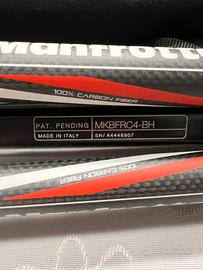 Manfrotto
100% CARBON FIBER
PAT. PENDING MKBFRC4-BH
MADE IN ITALY SN/ A4448907
100% CARBON FIBER